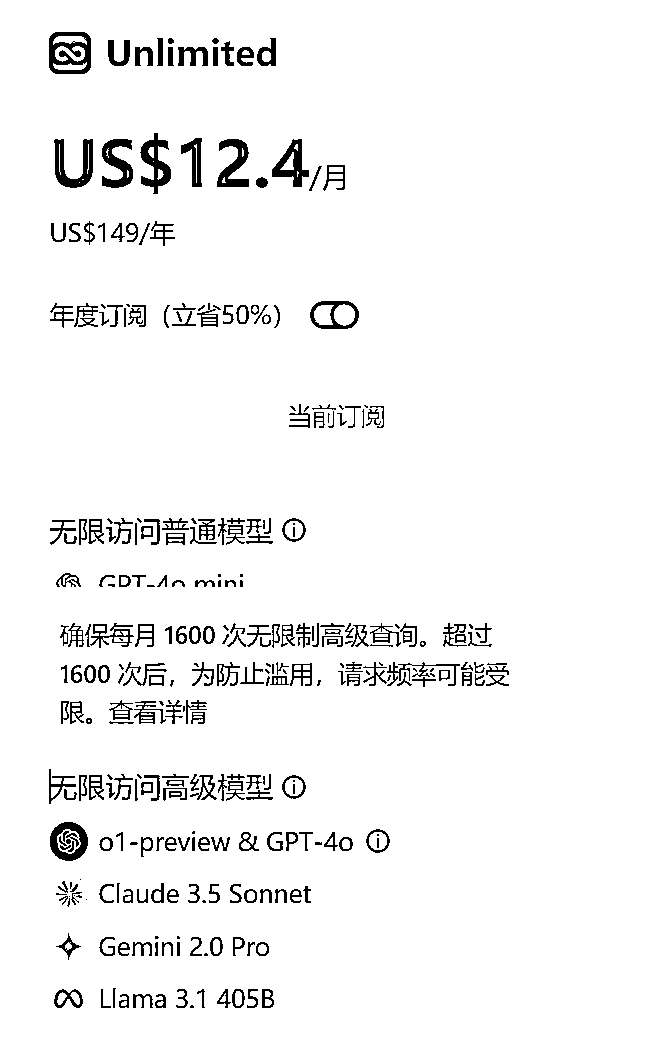 Unlimited
US$12.4/月
US$149/年
年度订阅（立省50%）
当前订阅
无限访问普通模型
GPT-4o mini
确保每月 1600 次无限制高级查询。超过
1600 次后，为防止滥用，请求频率可能受
限。查看详情
无限访问高级模型
o1-preview & GPT-4o
Claude 3.5 Sonnet
Gemini 2.0 Pro
Llama 3.1 405B